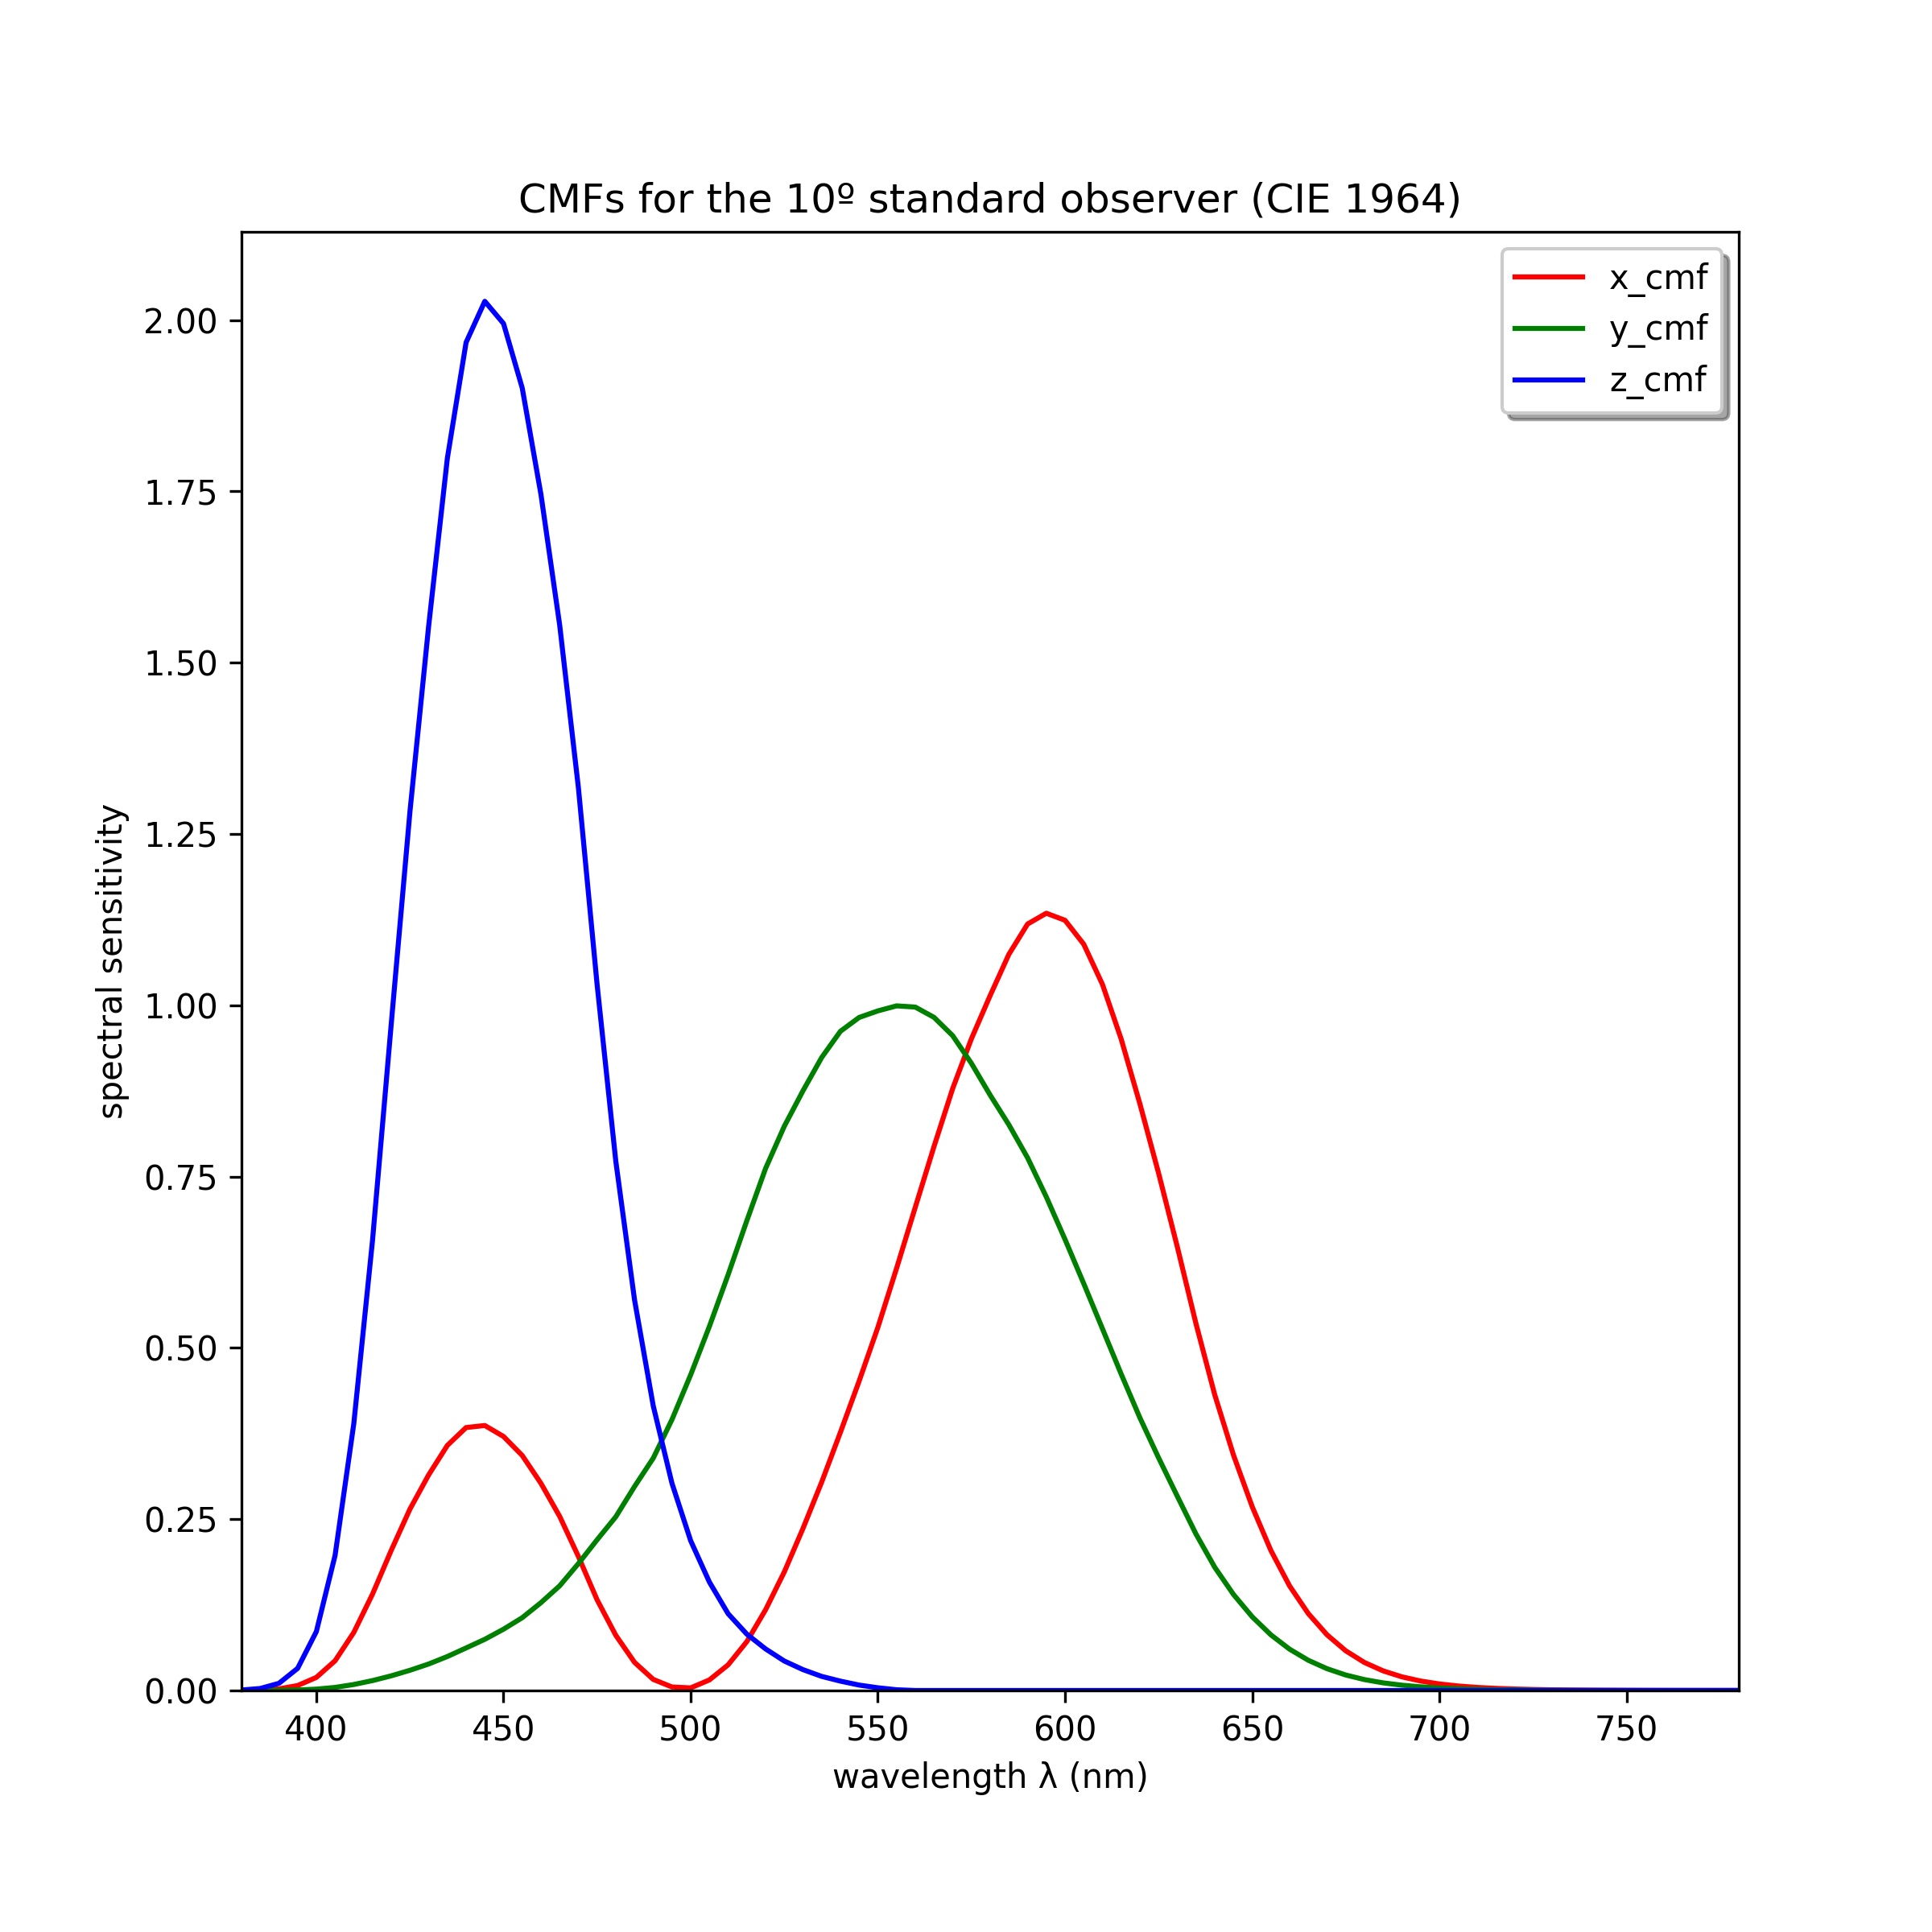 CMFs for the 10º standard observer (CIE 1964)
x_cmf
y_cmf
z_cmf
2.00
1.75
1.50
1.25
1.00
0.75
0.50
0.25
0.00
spectral sensitivity
400 450 500 550 600 650 700 750
wavelength λ (nm)